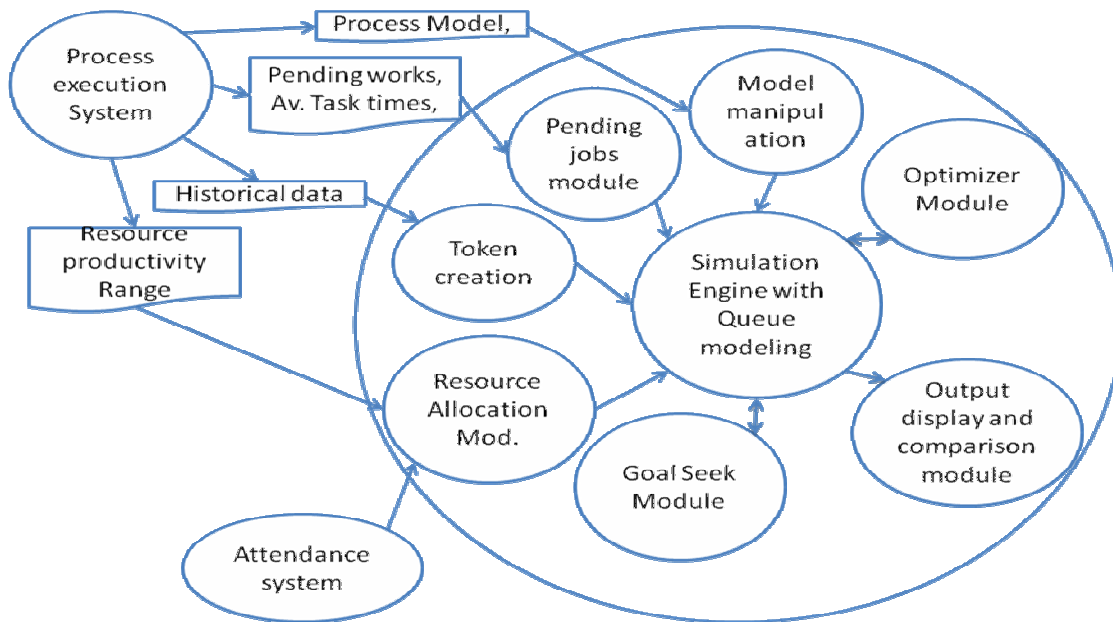 Process Model,
Process
execution
System
Pending works,
Av. Task times,
Historical data
Resource
productivity
Range
Pending
jobs
module
Model
manipul
ation
Optimizer
Module
Token
creation
Simulation
Engine with
Queue
modeling
Resource
Allocation
Mod.
Goal Seek
Module
Output
display and
comparison
module
Attendance
system